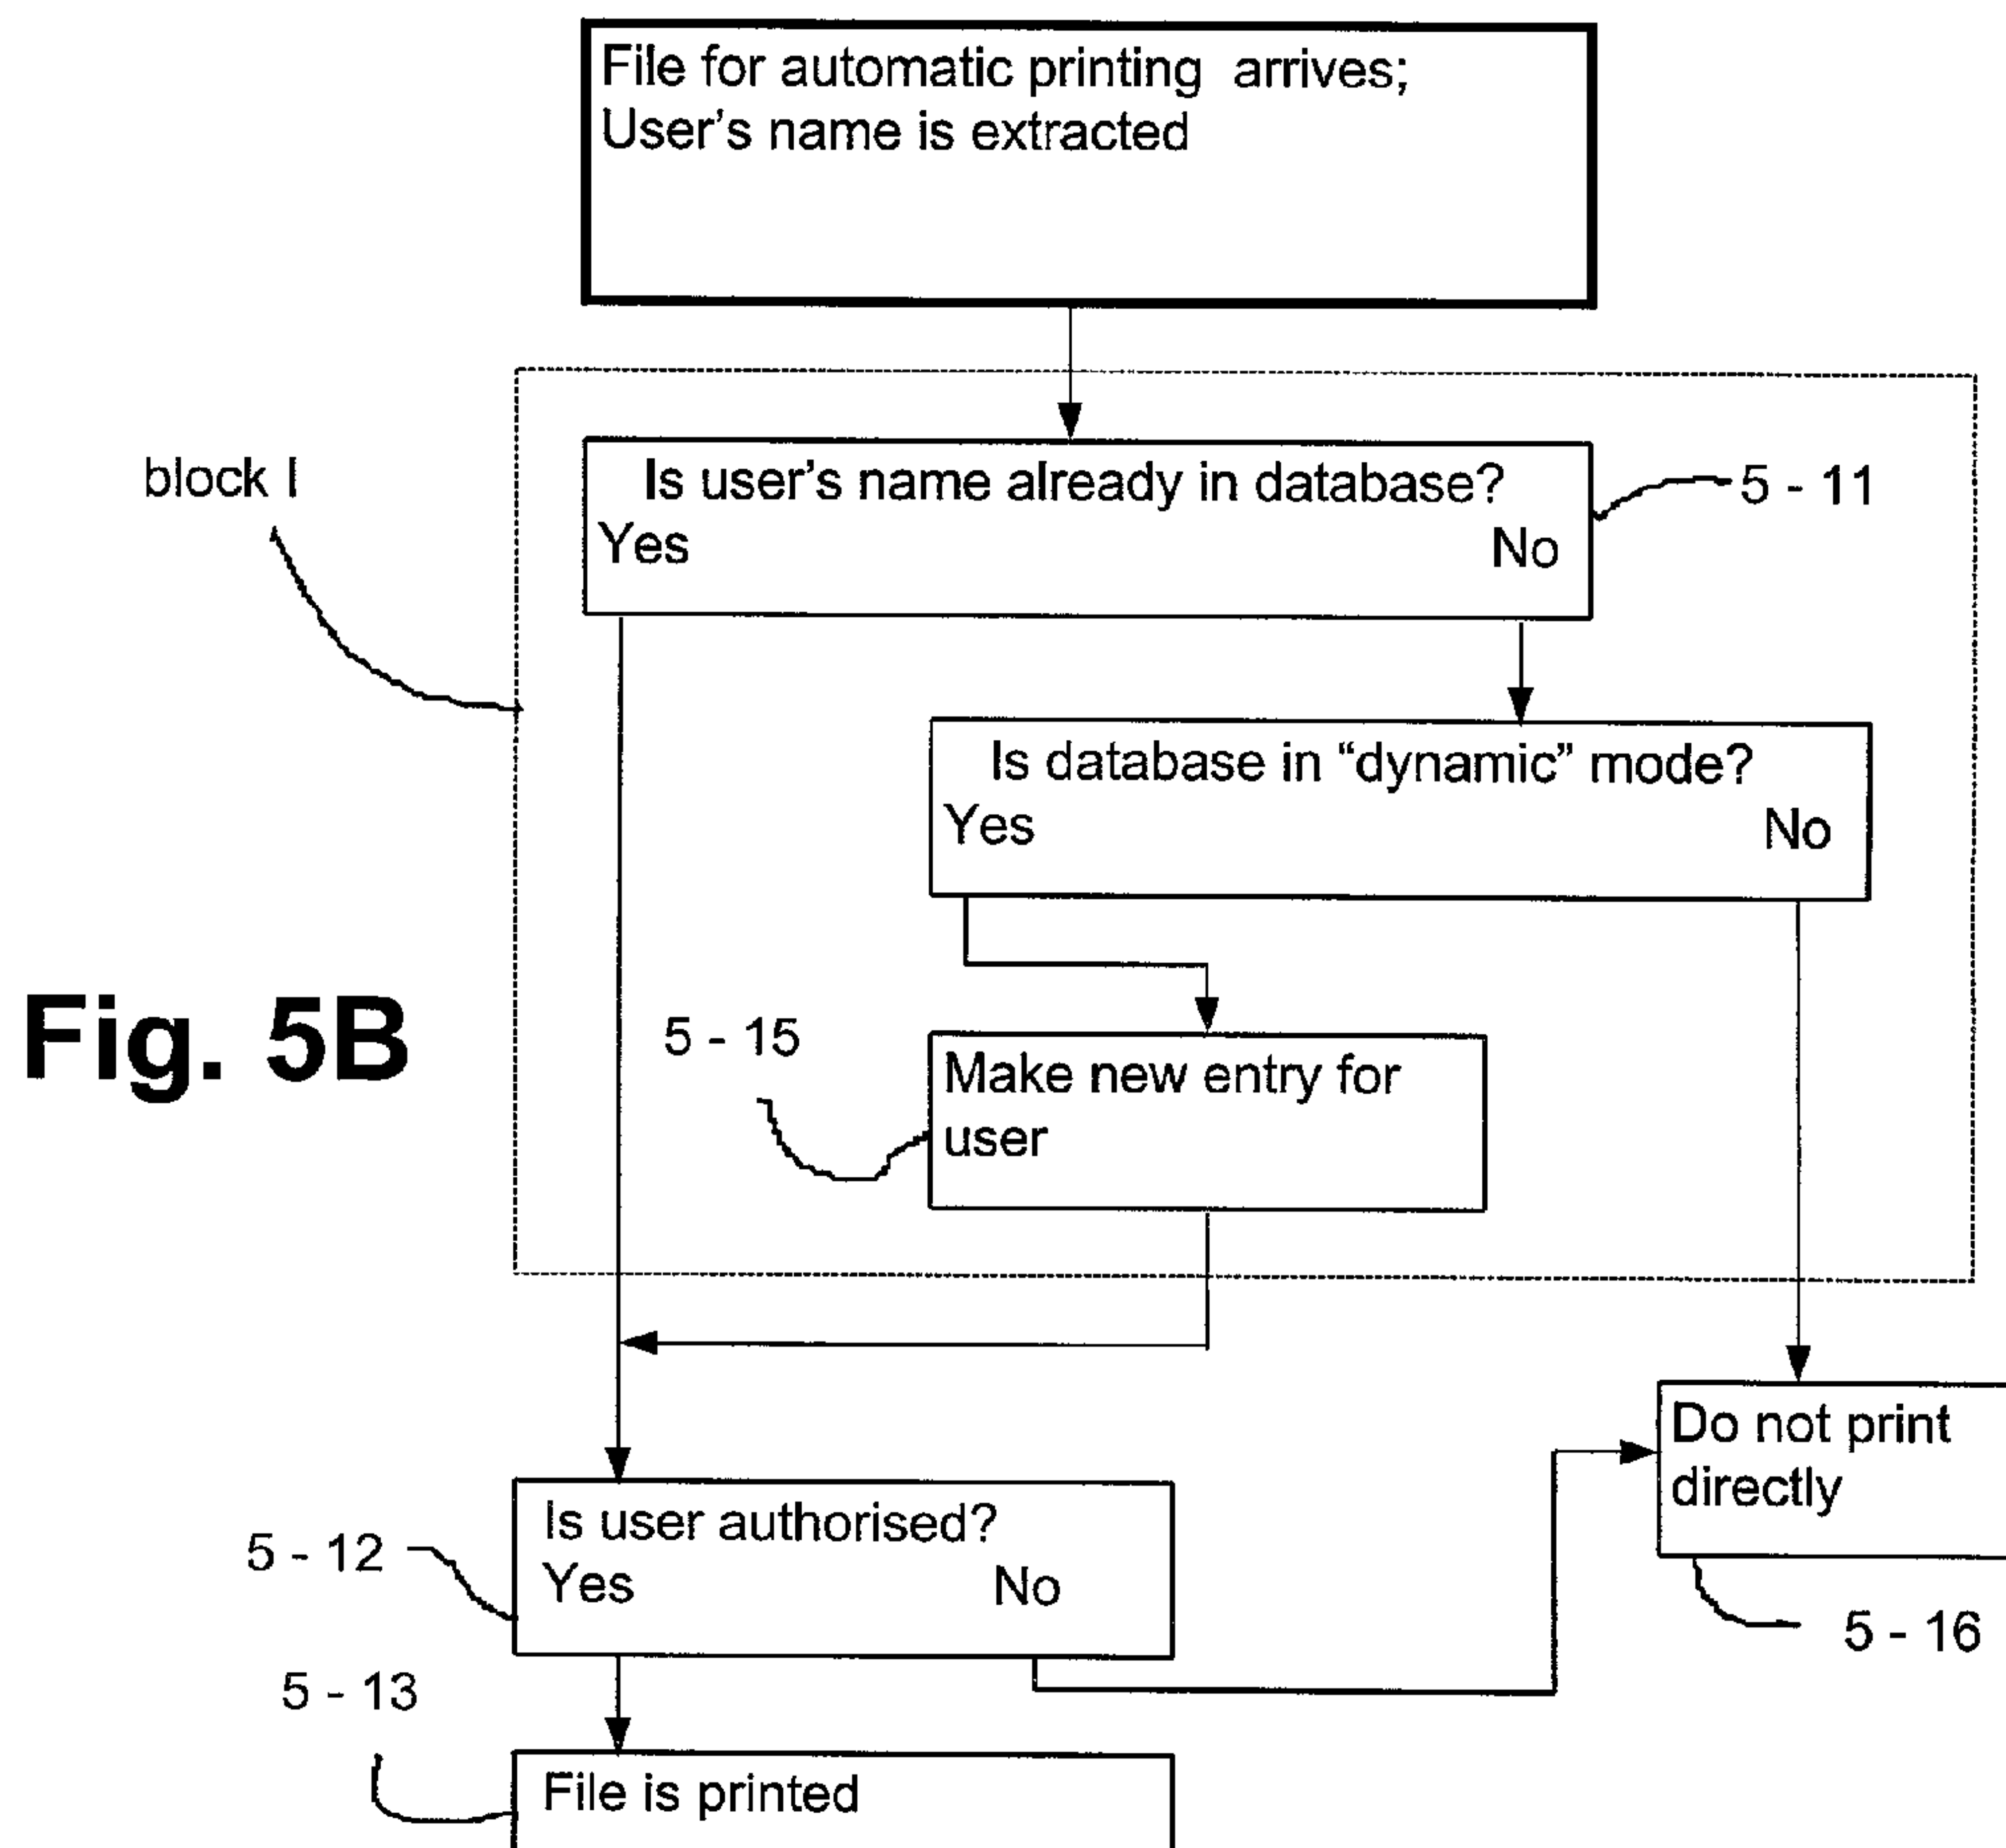 File for automatic printing arrives;
User's name is extracted
block I
Is user's name already in database?
Yes No
5 - 11
Is database in “dynamic” mode?
Yes No
Fig. 5B
5 - 15
Make new entry for
user
Do not print
directly
5 - 16
5 - 12
Is user authorised?
Yes No
5 - 13
File is printed